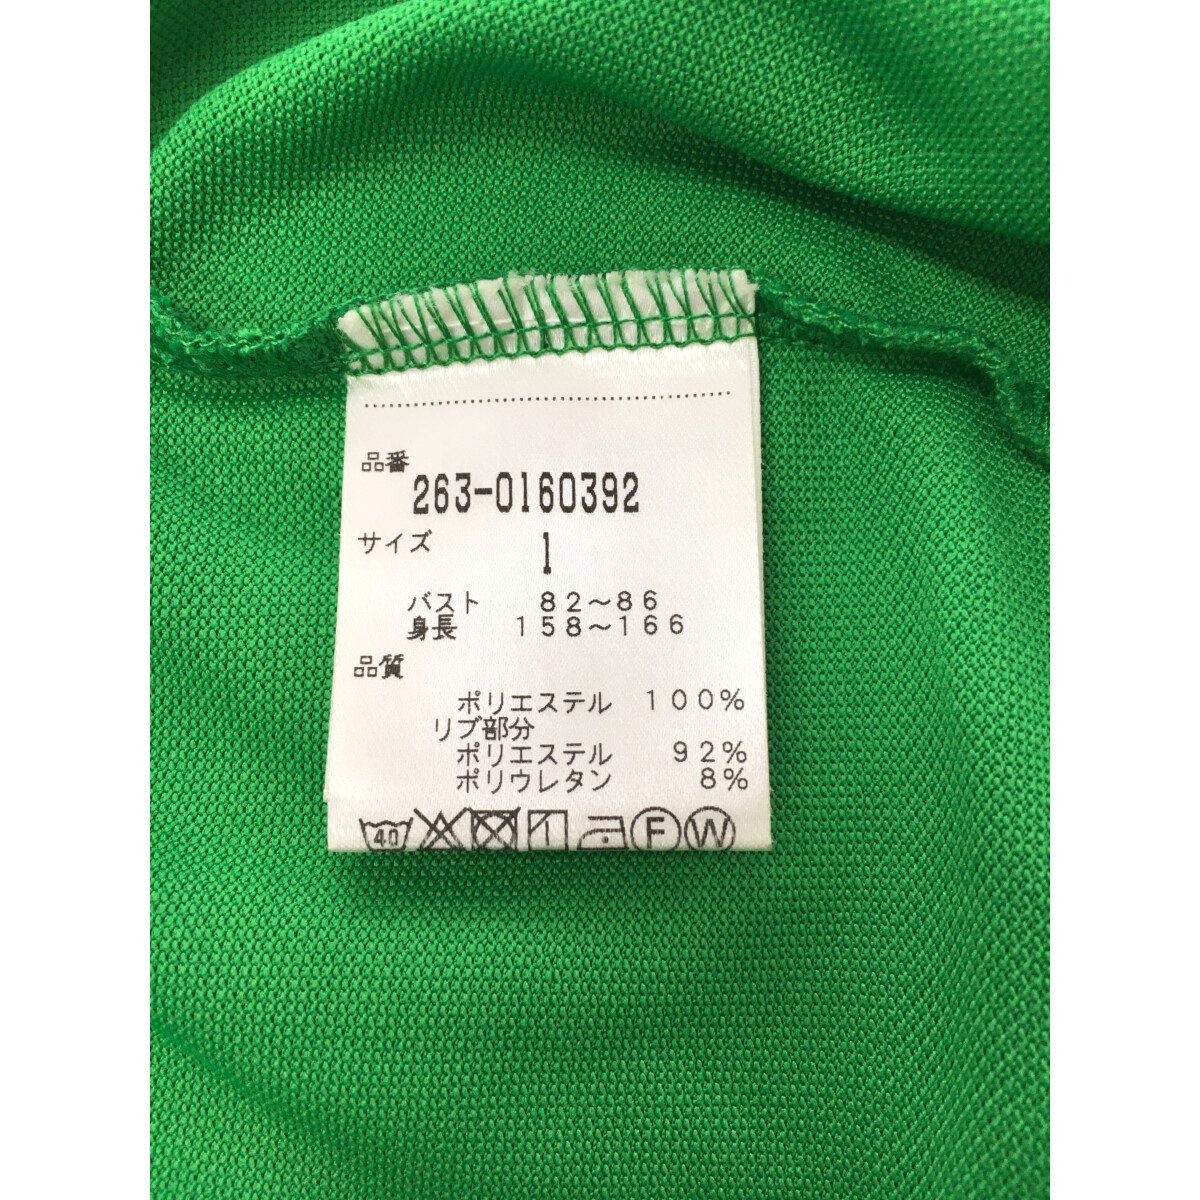 品番
263-0160392
サイズ 1
バスト 82～86
身長 158～166
品質
ポリエステル 100%
リブ部分
ポリエステル 92%
ポリウレタン 8%
40 F W